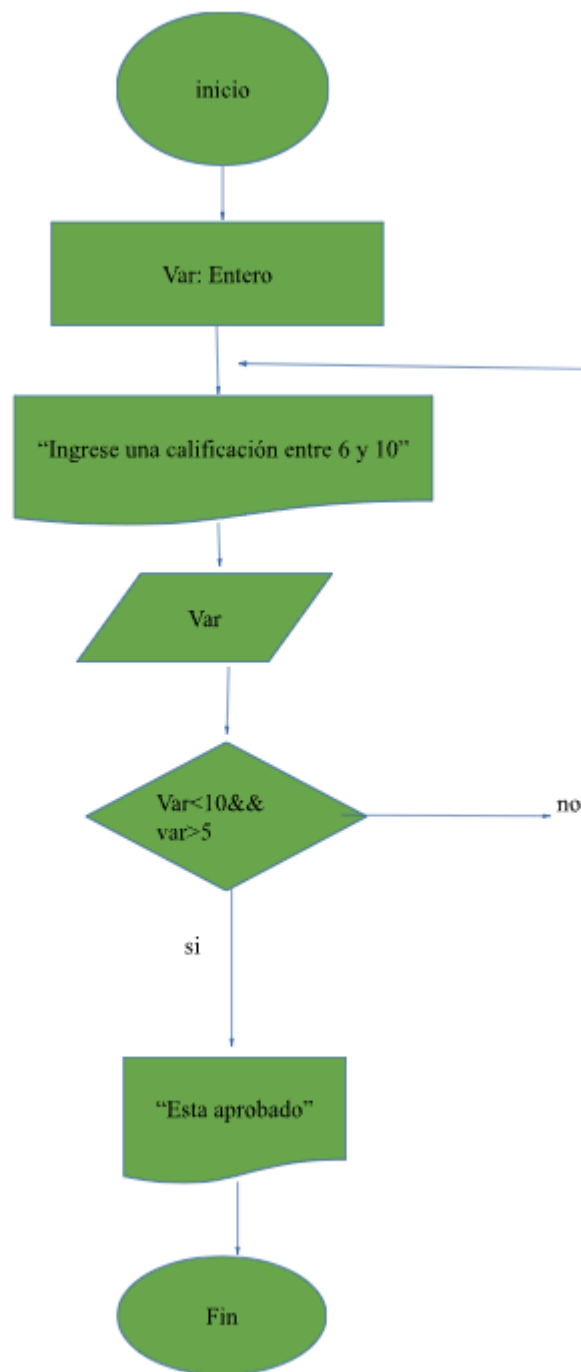 inicio
Var: Entero
“Ingrese una calificación entre 6 y 10”
Var
Var<10&&
var>5
no
si
“Esta aprobado”
Fin